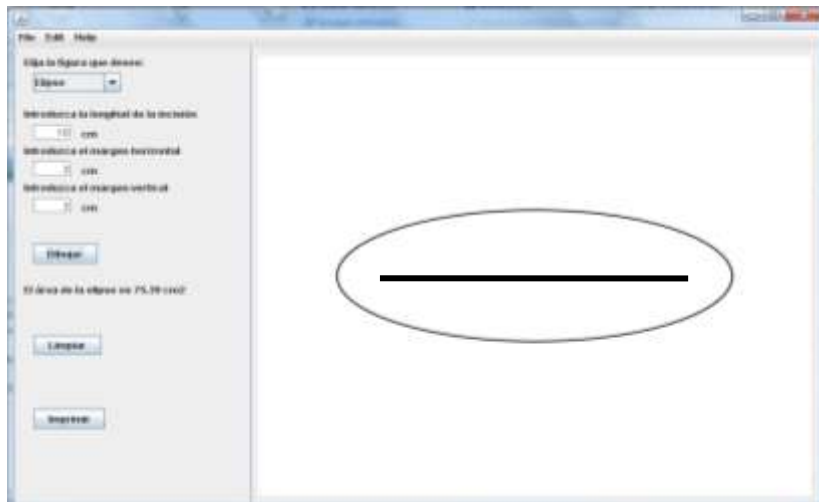 File Edit Help
Elija la figura que desee:
Elipse
Introduzca la longitud de la incisión
cm
Introduzca el margen horizontal
cm
Introduzca el margen vertical
cm
Dibujar
El área de la elipse es 75.39 cm2
Limpiar
Imprimir